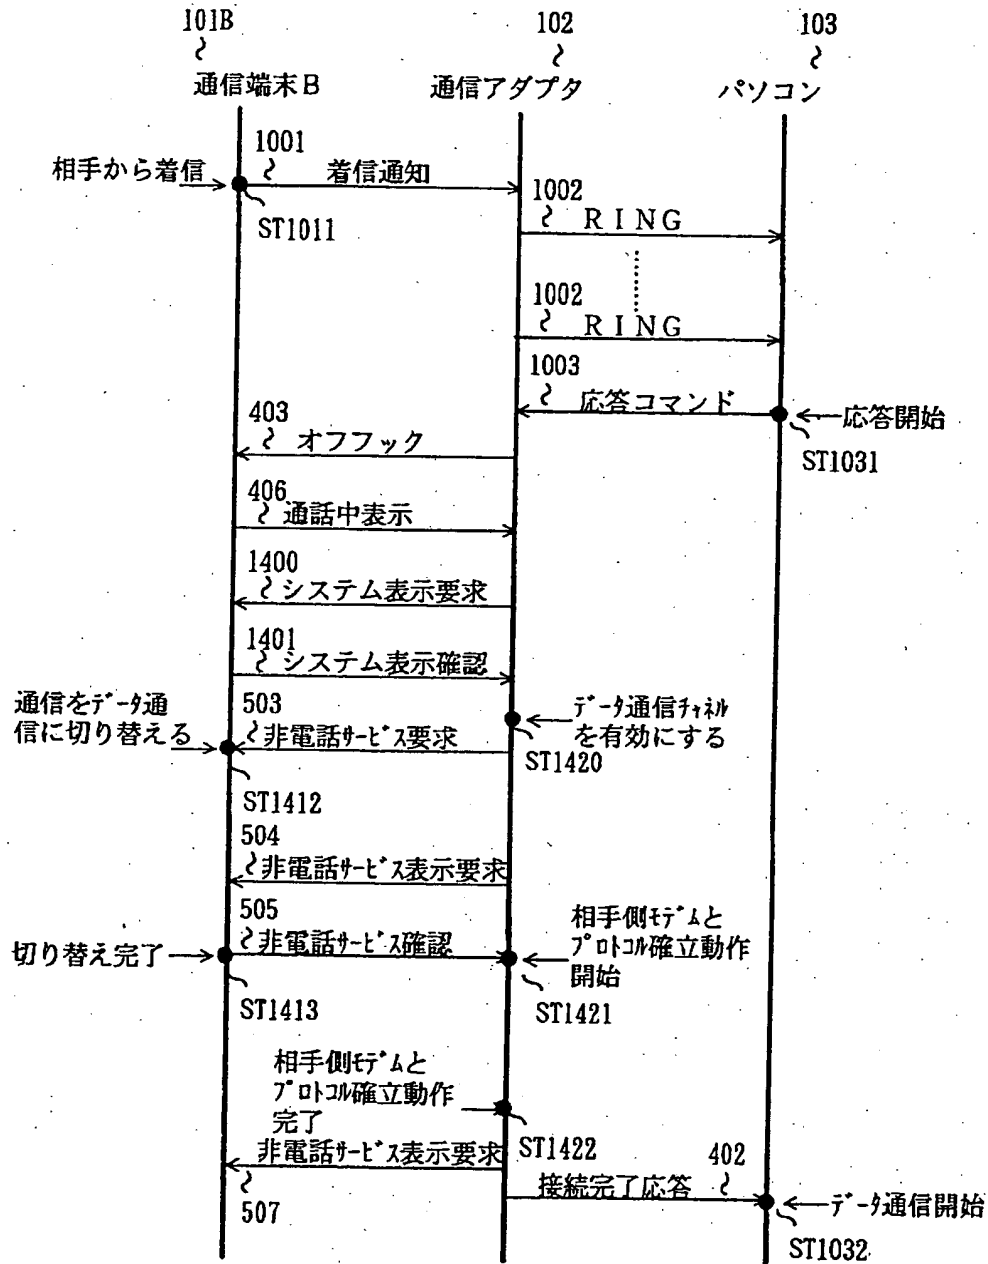 101B
102
103
通信端末B
通信アダプタ
パソコン
1001
相手から着信
着信通知
ST1011
1002
RING
1002
RING
1003
応答コマンド
応答開始
ST1031
403
オフフック
406
通話中表示
1400
システム表示要求
1401
システム表示確認
通信をデータ通
信に切り替える
503
非電話サービス要求
データ通信チャネル
を有効にする
ST1420
ST1412
504
非電話サービス表示要求
505
非電話サービス確認
切り替え完了
相手側モデムと
プロトコル確立動作
開始
ST1413
ST1421
相手側モデムと
プロトコル確立動作
完了
ST1422
非電話サービス表示要求
507
402
接続完了応答
データ通信開始
ST1032